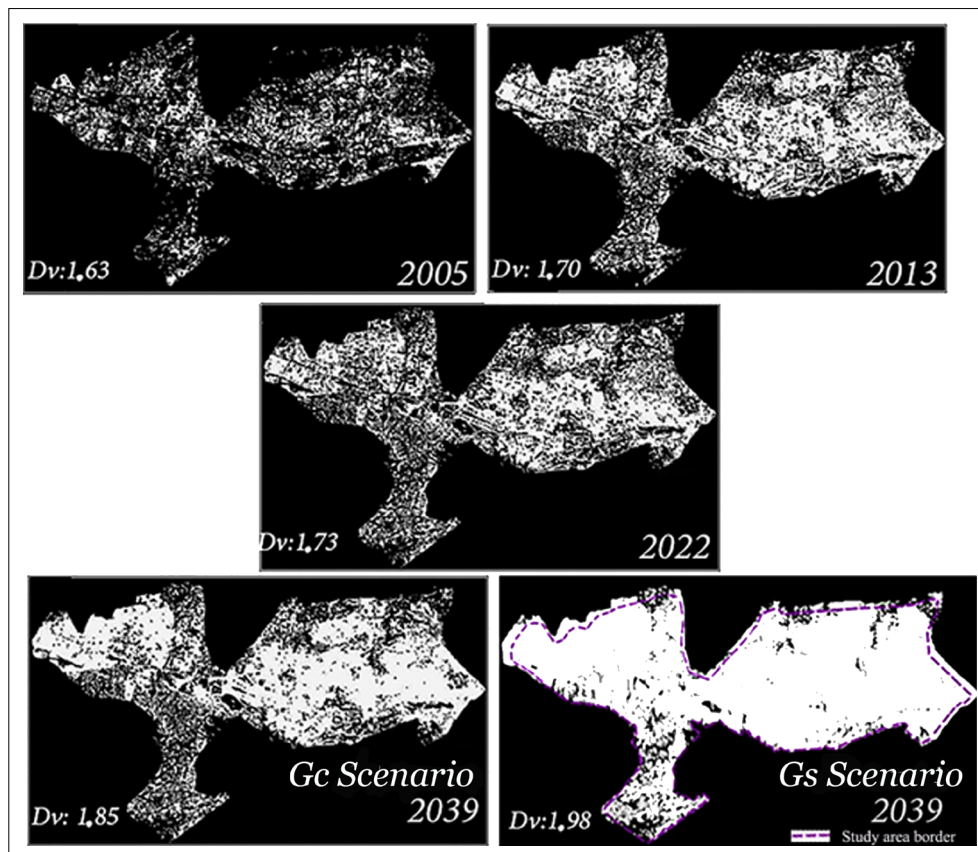 Dv:1.63
2005
Dv: 1.70
2013
Dv:1.73
2022
Gc Scenario
2039
Dv: 1.85
Gs Scenario
2039
Dv:1.98
Study area border